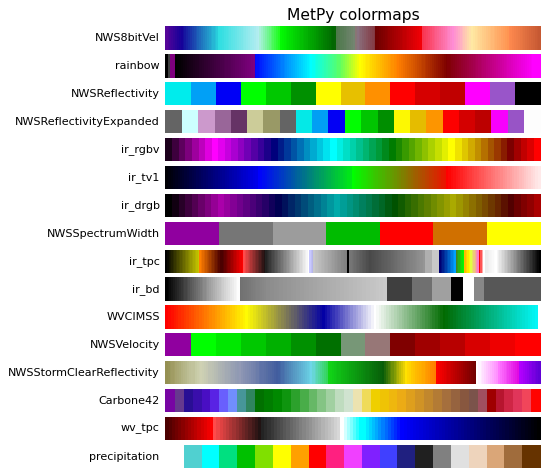 MetPy colormaps
NWS8bitVel
rainbow
NWSReflectivity
NWSReflectivityExpanded
ir_rgbv
ir_tv1
ir_drgb
NWSSpectrumWidth
ir_tpc
ir_bd
WVCIMSS
NWSVelocity
NWSStormClearReflectivity
Carbone42
wv_tpc
precipitation